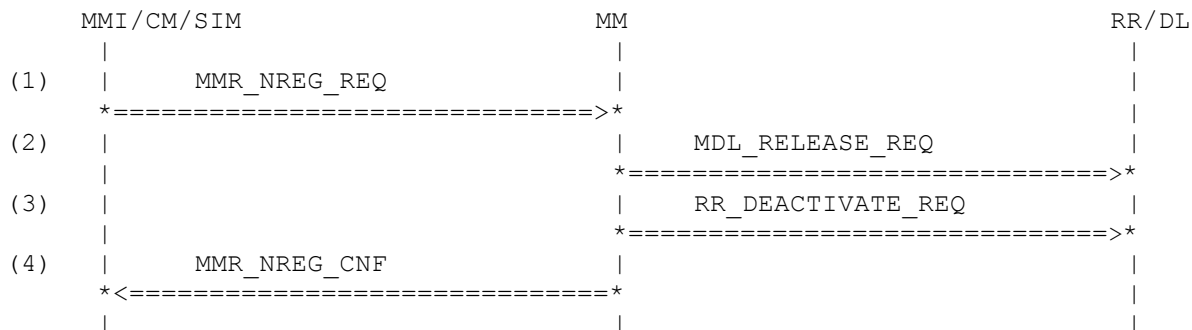 MMI/CM/SIM                     MM                              RR/DL
      |                               |                               |
(1)   |     MMR_NREG_REQ              |                               |
      *==============================>*                               |
(2)   |                               |    MDL_RELEASE_REQ            |
      |                               *==============================>*
(3)   |                               |    RR_DEACTIVATE_REQ          |
      |                               *==============================>*
(4)   |     MMR_NREG_CNF              |                               |
      *<==============================*                               |
      |                               |                               |